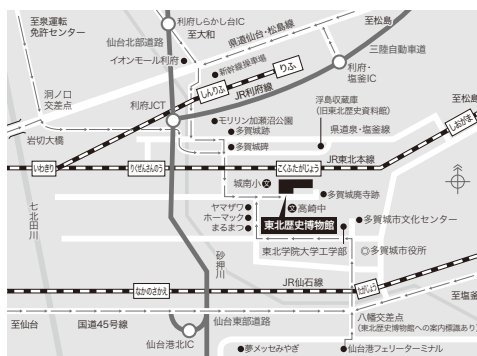 至泉運転
免許センター
利府しらかし台IC
至大和
仙台北部道路
県道仙台・松島線
至松島
三陸自動車道
イオンモール利府
新幹線操車場
りふ
利府・
塩釜IC
しんりふ
JR利府線
洞ノ口
交差点
利府JCT
浮島収蔵庫
(旧東北歴史資料館)
至松島
岩切大橋
モリリン加瀬沼公園
多賀城跡
県道泉・塩釜線
しおがま
多賀城碑
JR東北本線
いわきり
りくぜんさんのう
こくふたがじょう
城南小
文
多賀城廃寺跡
七北田川
ヤマザワ
ホーマック
まるまつ
文
高崎中
東北歴史博物館
多賀城市文化センター
砂押川
東北学院大学工学部
◎多賀城市役所
なかのさかえ
JR仙石線
たがじょう
至塩釜
至仙台
国道45号線
仙台東部道路
八幡交差点
(東北歴史博物館への案内標識あり)
仙台港北IC
夢メッセみやぎ
仙台港フェリーターミナル